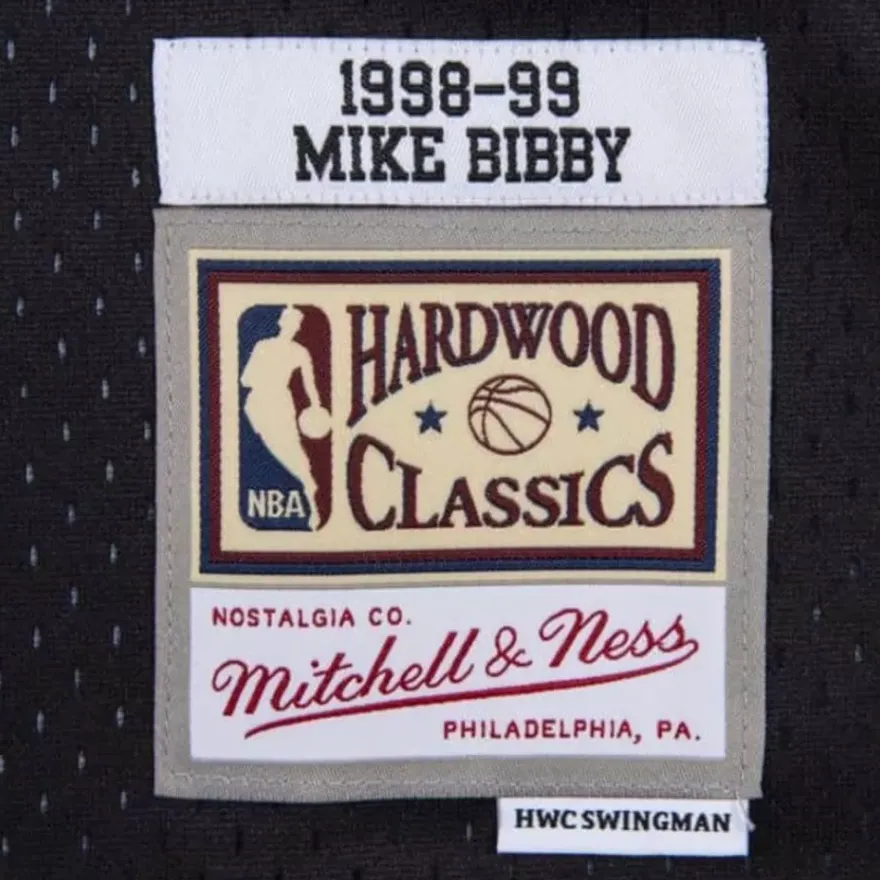 1998-99
MIKE BIBBY
HARDWOOD
CLASSICS
NBA
NOSTALGIA CO.
Mitchell & Ness
PHILADELPHIA, PA.
HWC SWINGMAN